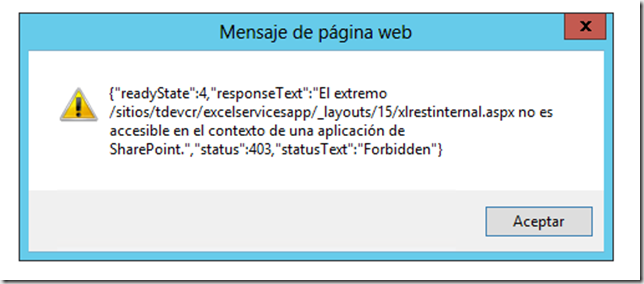 Mensaje de página web
x
{"readyState":4,"responseText":"El extremo
/sitios/tdevcr/excelservicesapp/_layouts/15/xlrestinternal.aspx no es
accesible en el contexto de una aplicación de
SharePoint.","status":403,"statusText":"Forbidden"}
Aceptar